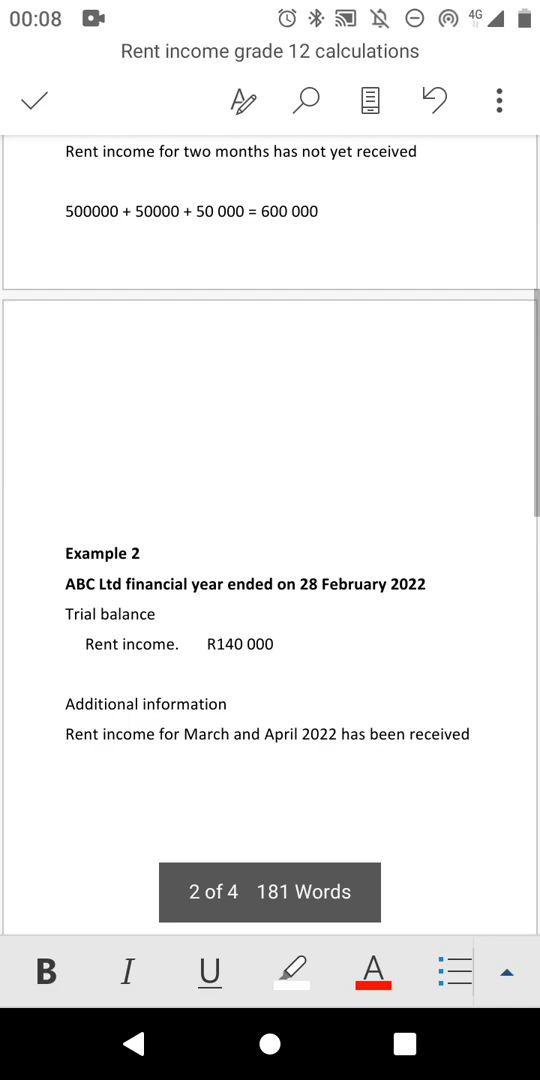 00:08
4G
Rent income grade 12 calculations
Rent income for two months has not yet received
500000 + 50000 + 50 000 = 600 000
Example 2
ABC Ltd financial year ended on 28 February 2022
Trial balance
Rent income. R140 000
Additional information
Rent income for March and April 2022 has been received
2 of 4 181 Words
B I U A